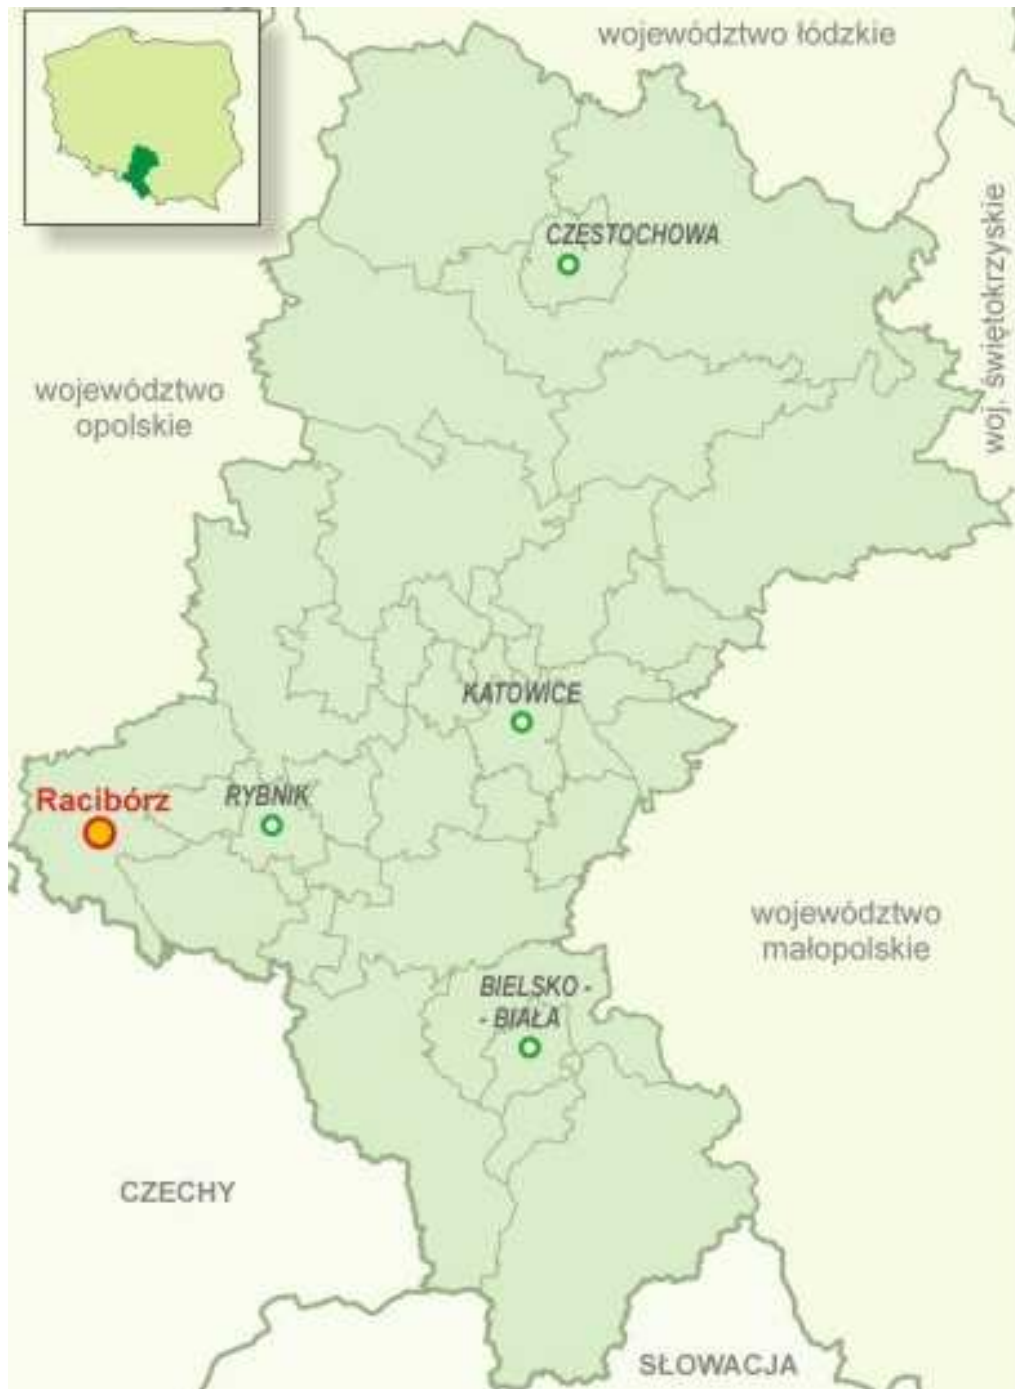 województwo łódzkie
woj. świętokrzyskie
CZĘSTOCHOWA
województwo
opolskie
KATOWICE
Racibórz
RYBNIK
województwo
małopolskie
BIELSKO -
- BIAŁA
CZECHY
SŁOWACJA